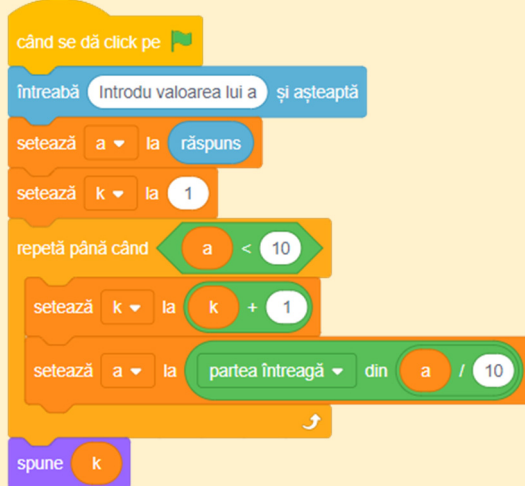 când se dă click pe
întreabă Introdu valoarea lui a și așteaptă
setează a la răspuns
setează k la 1
repetă până când a < 10
setează k la k + 1
setează a la partea întreagă din a / 10
spune k